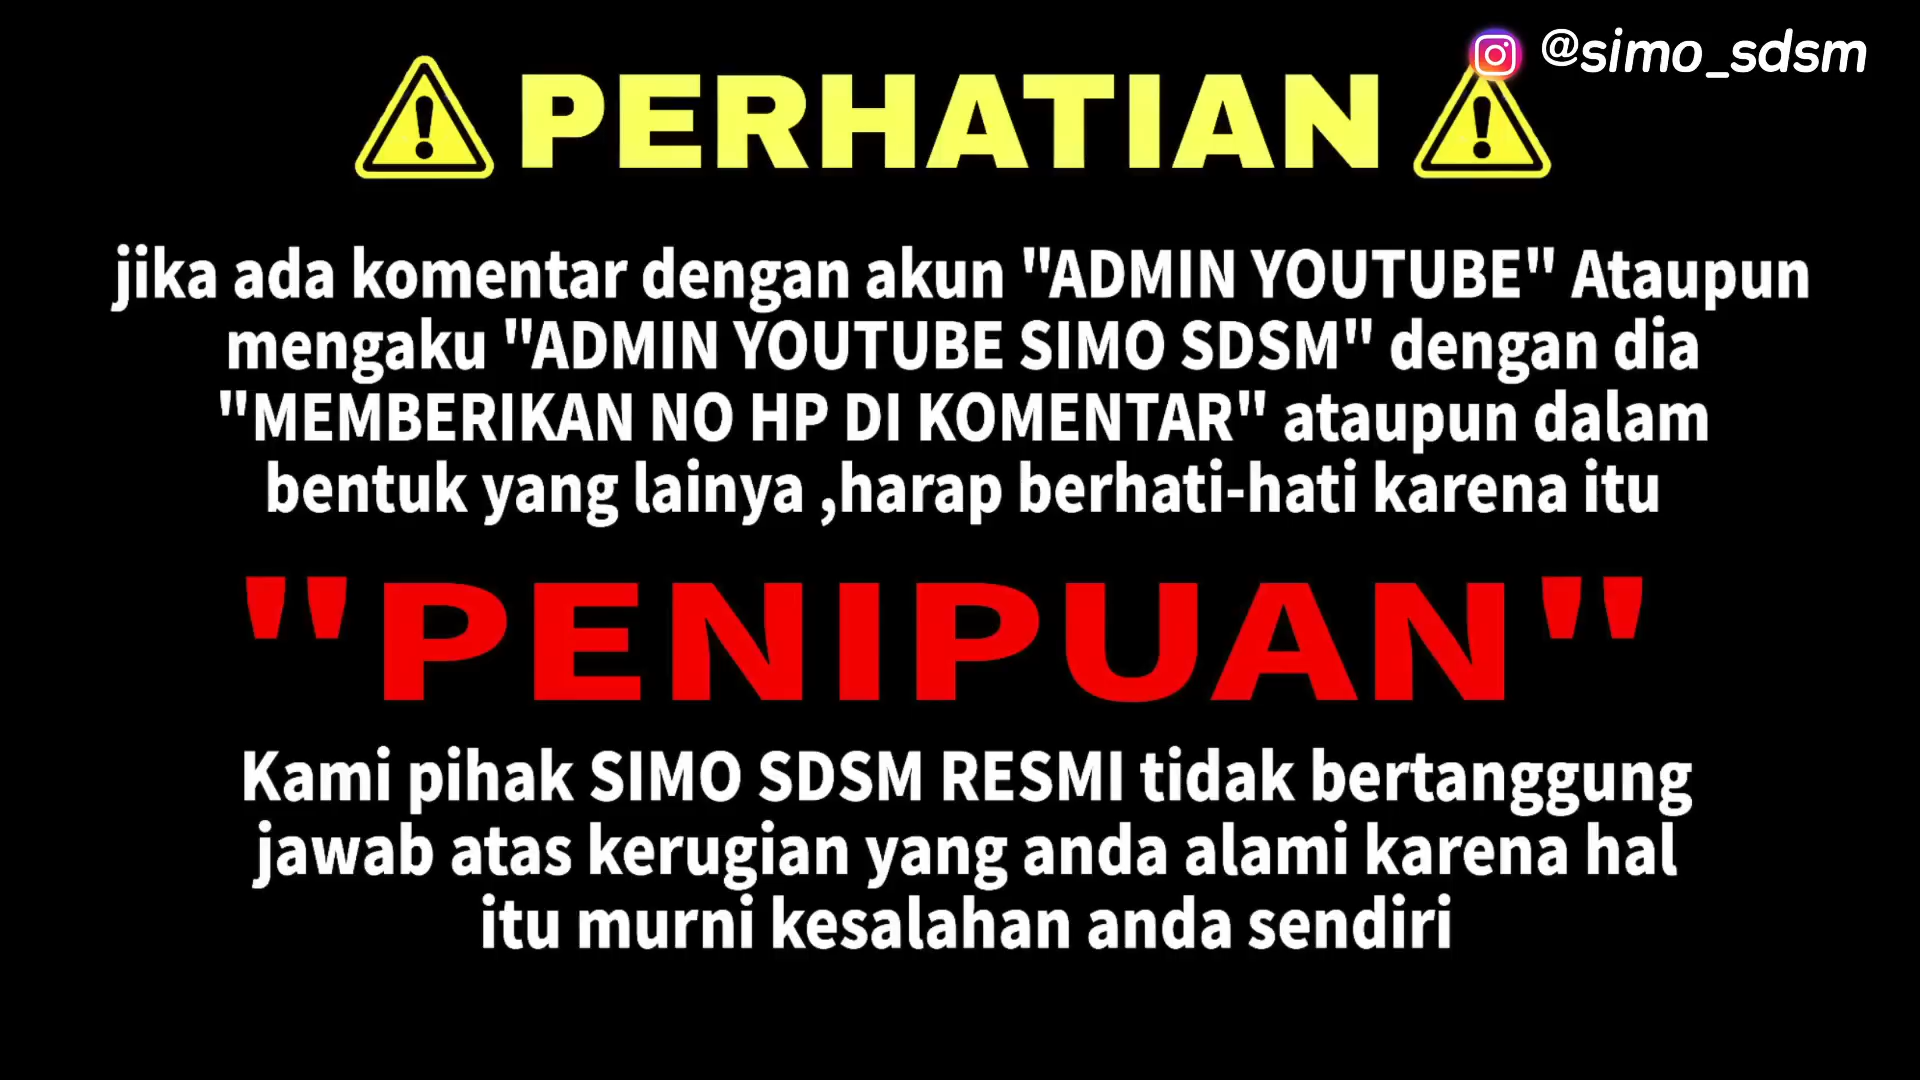 @simo_sdsm
PERHATIAN
jika ada komentar dengan akun "ADMIN YOUTUBE" Ataupun
mengaku "ADMIN YOUTUBE SIMO SDSM" dengan dia
"MEMBERIKAN NO HP DI KOMENTAR" ataupun dalam
bentuk yang lainya ,harap berhati-hati karena itu
"PENIPUAN"
Kami pihak SIMO SDSM RESMI tidak bertanggung
jawab atas kerugian yang anda alami karena hal
itu murni kesalahan anda sendiri